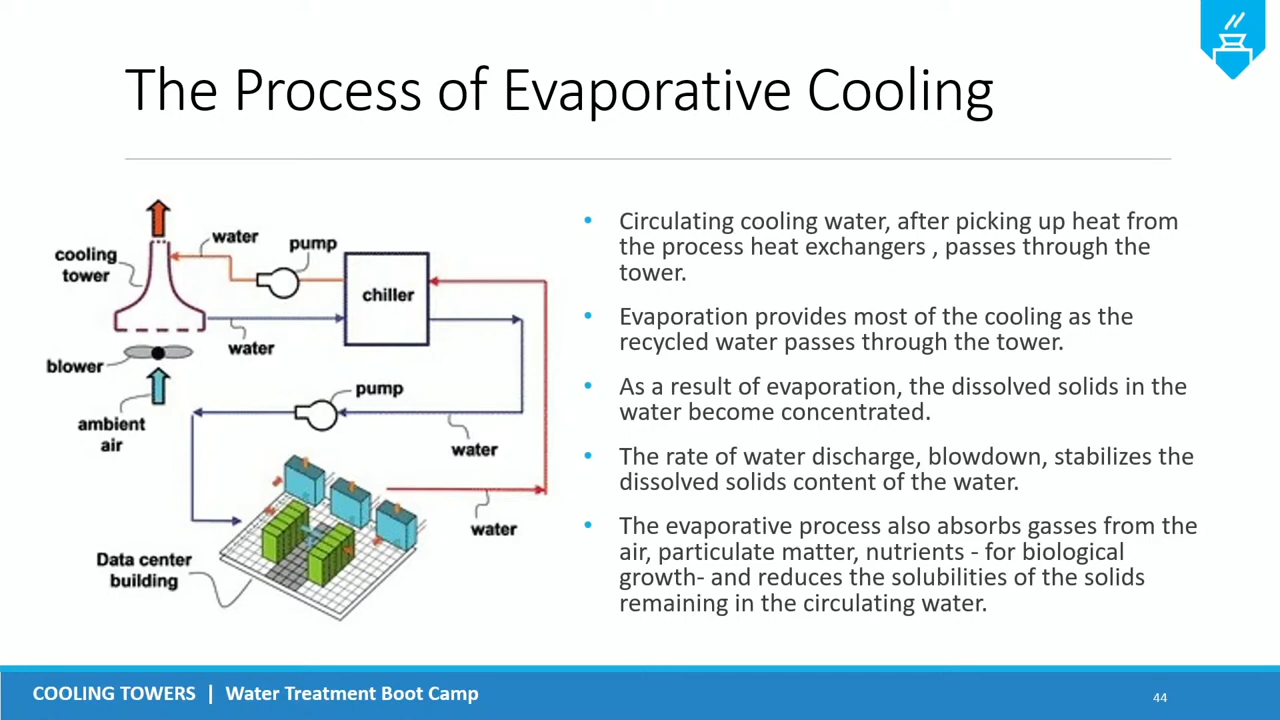 The Process of Evaporative Cooling
water
pump
cooling
tower
chiller
water
blower
pump
ambient
air
water
water
Data center
building
• Circulating cooling water, after picking up heat from
the process heat exchangers , passes through the
tower.
• Evaporation provides most of the cooling as the
recycled water passes through the tower.
• As a result of evaporation, the dissolved solids in the
water become concentrated.
• The rate of water discharge, blowdown, stabilizes the
dissolved solids content of the water.
• The evaporative process also absorbs gasses from the
air, particulate matter, nutrients - for biological
growth- and reduces the solubilities of the solids
remaining in the circulating water.
COOLING TOWERS | Water Treatment Boot Camp
44